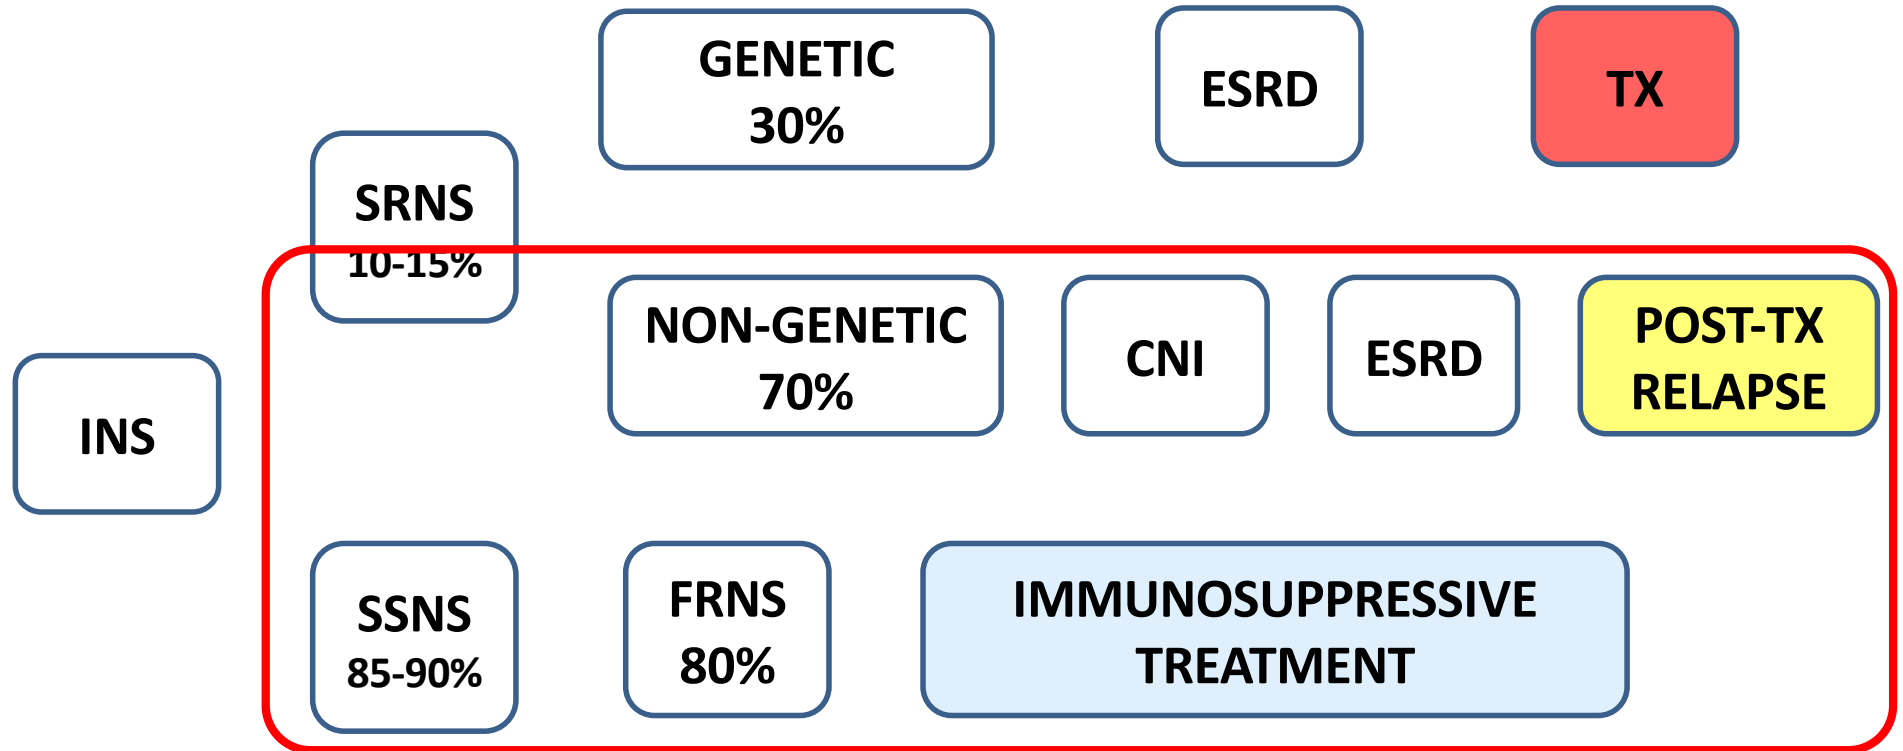 GENETIC
30%
ESRD
TX
SRNS
10-15%
NON-GENETIC
70%
CNI
ESRD
POST-TX
RELAPSE
INS
SSNS
85-90%
FRNS
80%
IMMUNOSUPPRESSIVE
TREATMENT